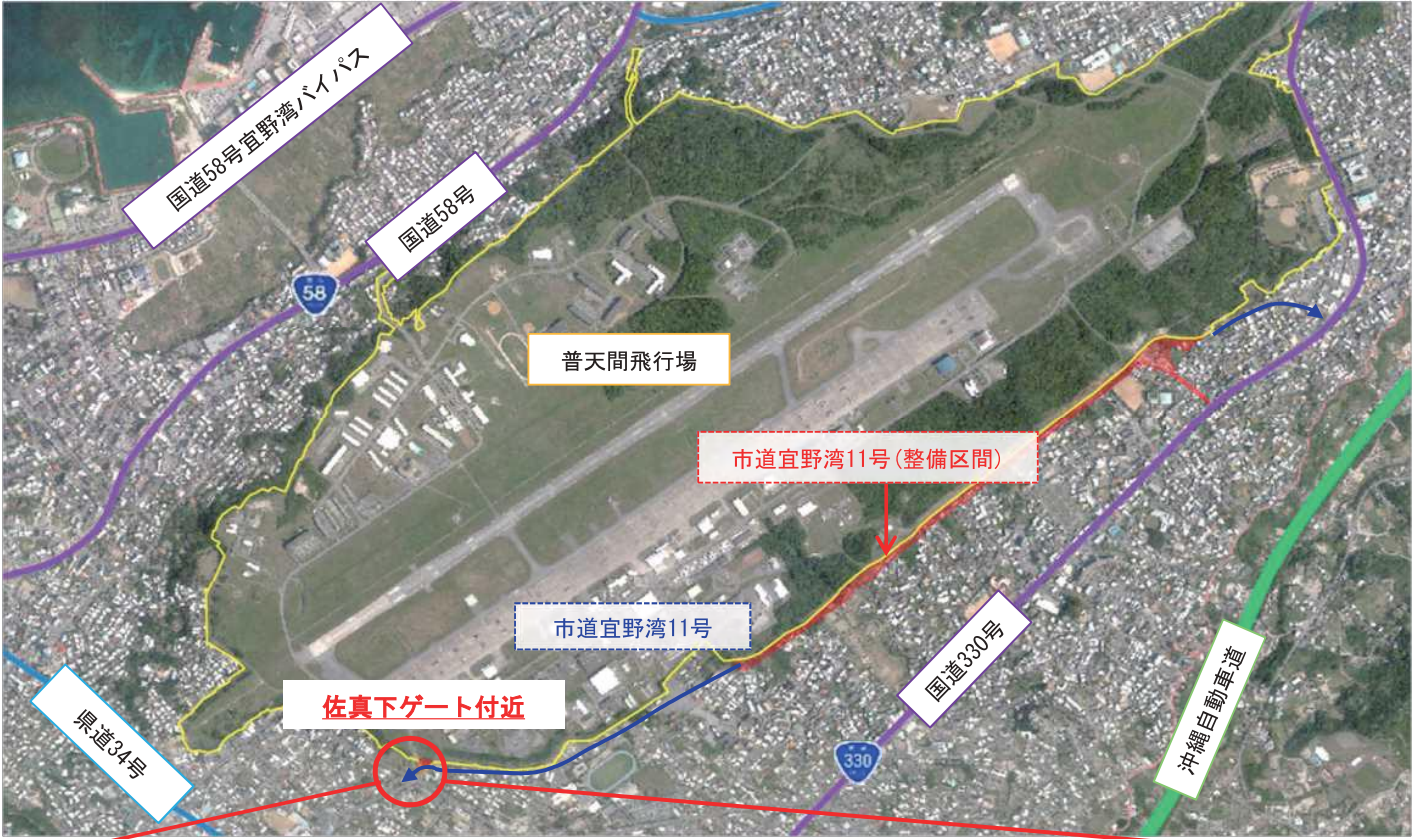 国道58号宜野湾バイパス
国道58号
58
普天間飛行場
市道宜野湾11号(整備区間)
市道宜野湾11号
佐真下ゲート付近
県道34号
国道330号
330
沖縄自動車道